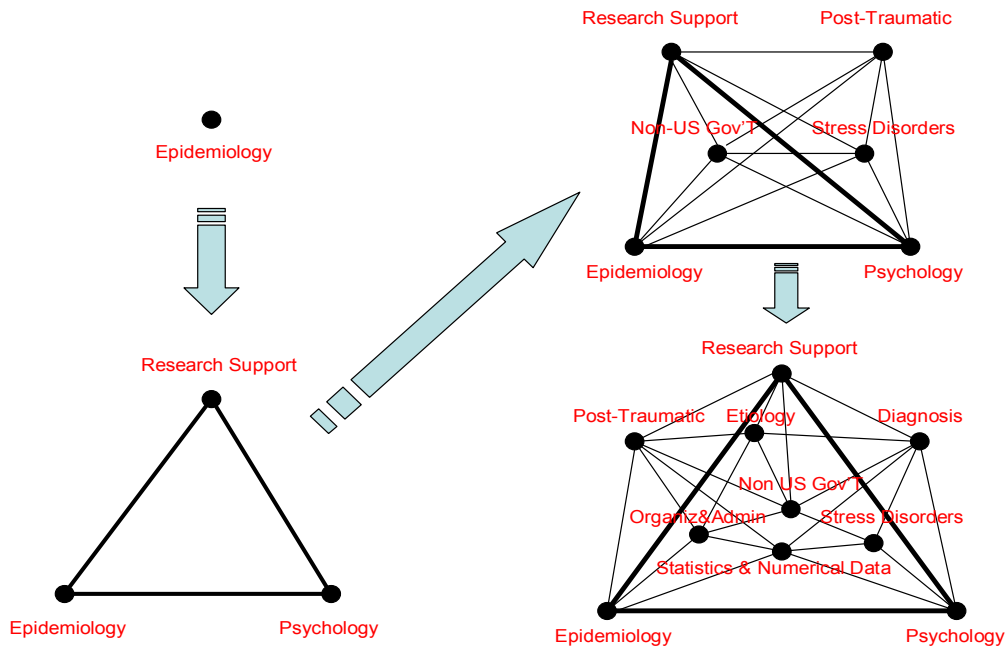 Epidemiology
Research Support
Epidemiology
Psychology
Research Support
Post-Traumatic
Non-US Gov'T
Stress Disorders
Epidemiology
Psychology
Research Support
Post-Traumatic
Etiology
Diagnosis
Non US Gov'T
Organiz&Admin
Stress Disorders
Statistics & Numerical Data
Epidemiology
Psychology